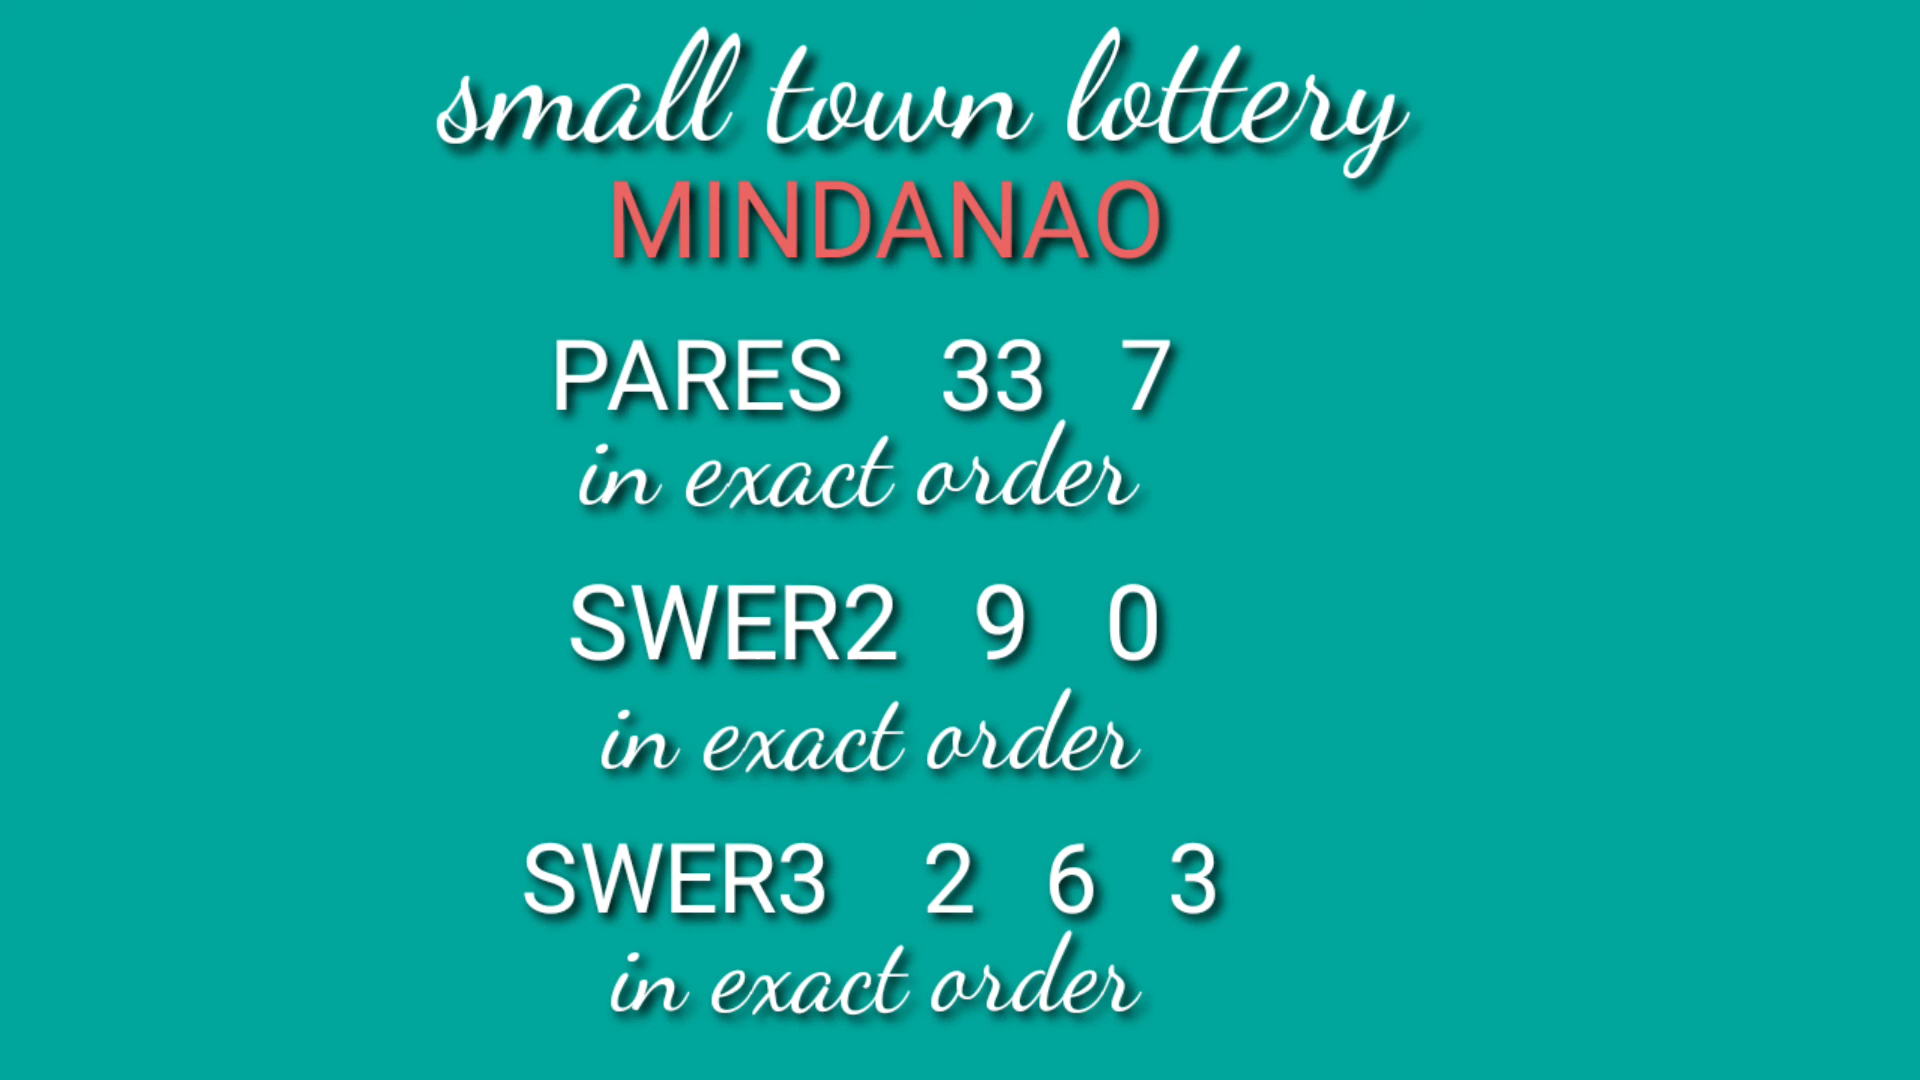 small town lottery
MINDANAO
PARES 33 7
in exact order
SWER2 9 0
in exact order
SWER3 2 6 3
in exact order